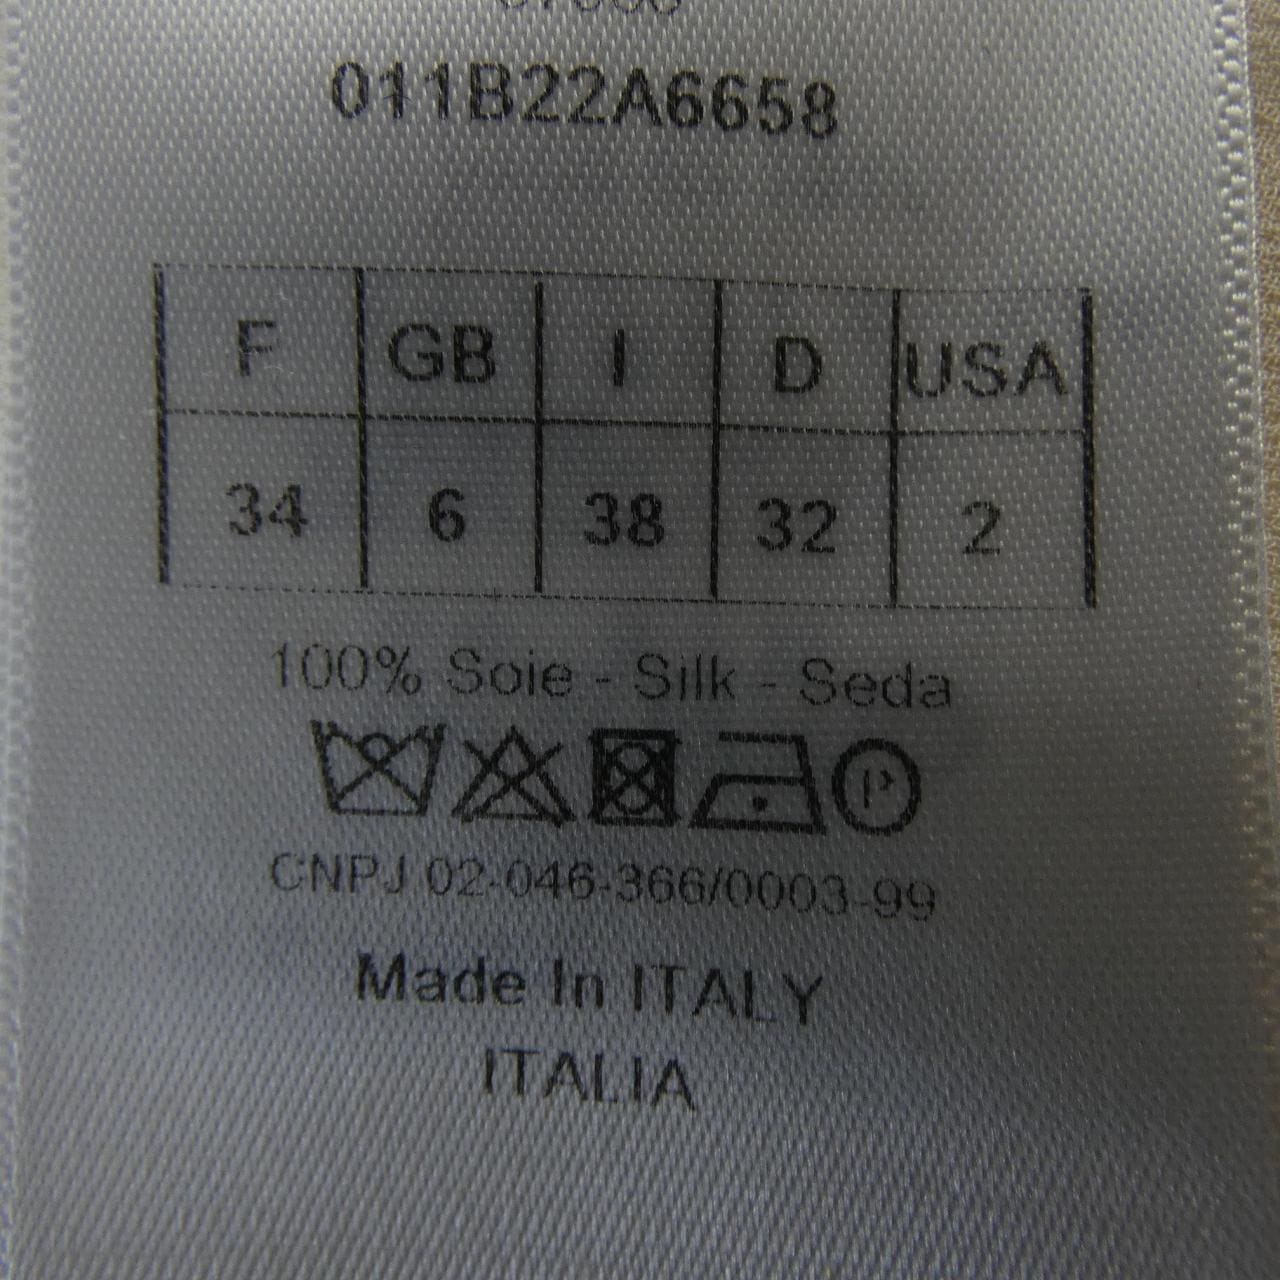 011B22A6658
F GB I D USA
34 6 38 32 2
100% Soie - Silk - Seda
P
CNPJ 02-046-366/0003-99
Made In ITALY
ITALIA